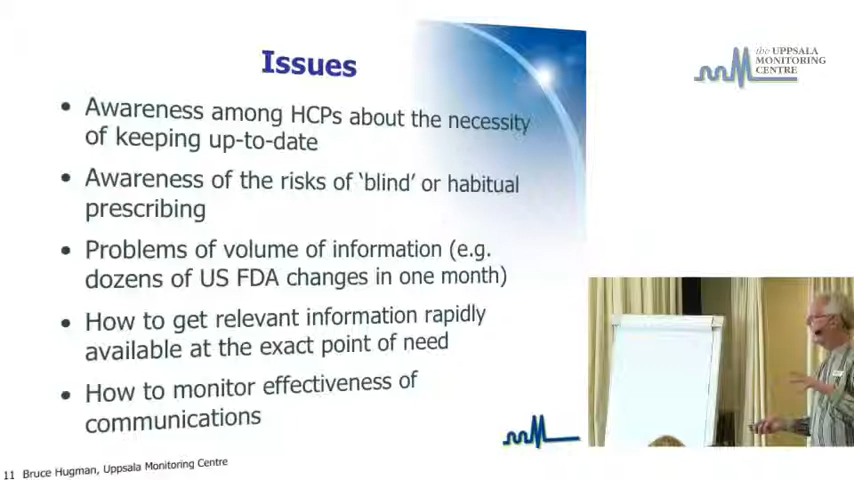 Issues
the UPPSALA
MONITORING
CENTRE
• Awareness among HCPs about the necessity
of keeping up-to-date
• Awareness of the risks of ‘blind’ or habitual
prescribing
• Problems of volume of information (e.g.
dozens of US FDA changes in one month)
• How to get relevant information rapidly
available at the exact point of need
• How to monitor effectiveness of
communications
11 Bruce Hugman, Uppsala Monitoring Centre